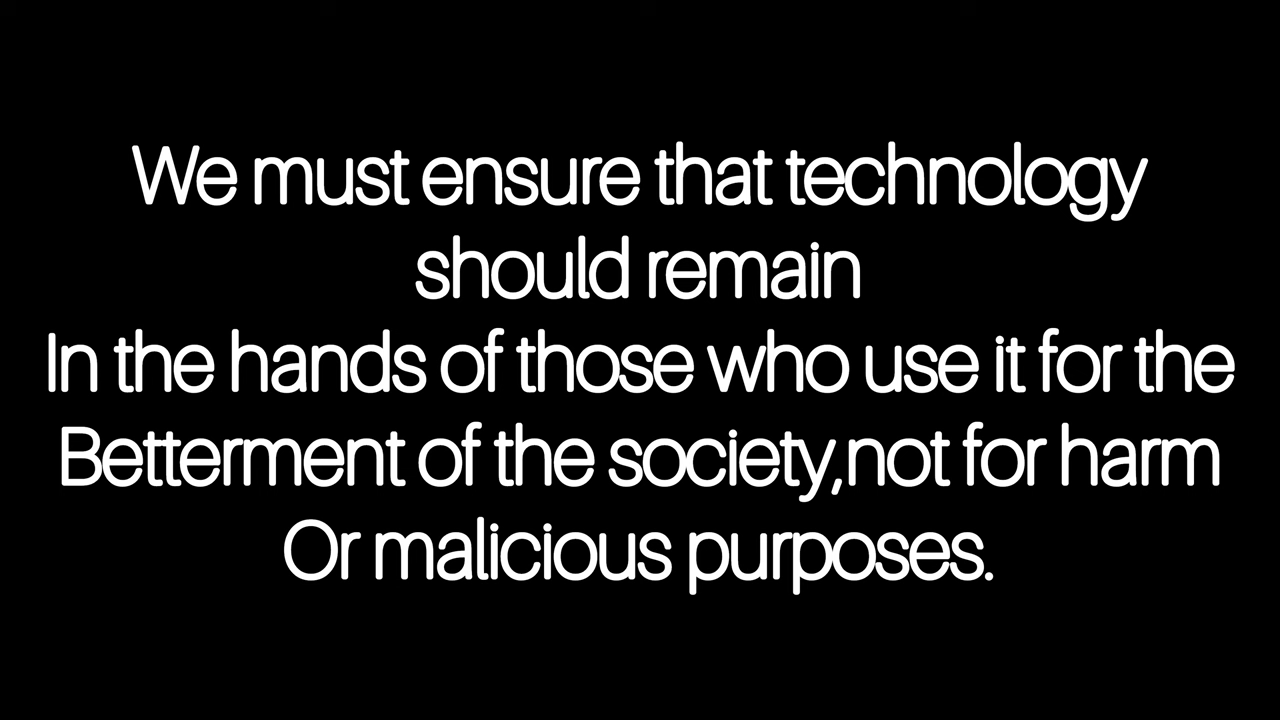 We must ensure that technology
should remain
In the hands of those who use it for the
Betterment of the society,not for harm
Or malicious purposes.